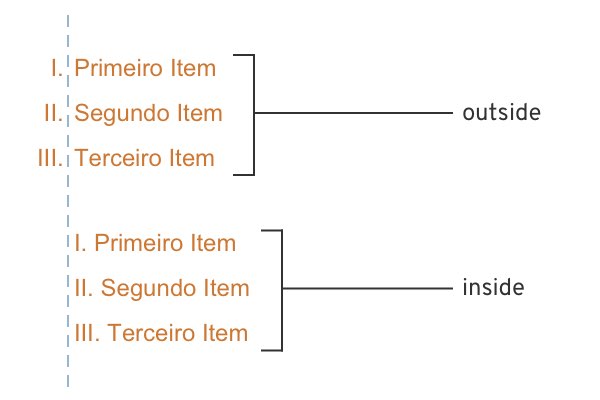 I. Primeiro Item
II. Segundo Item
III. Terceiro Item
outside
I. Primeiro Item
II. Segundo Item
III. Terceiro Item
inside